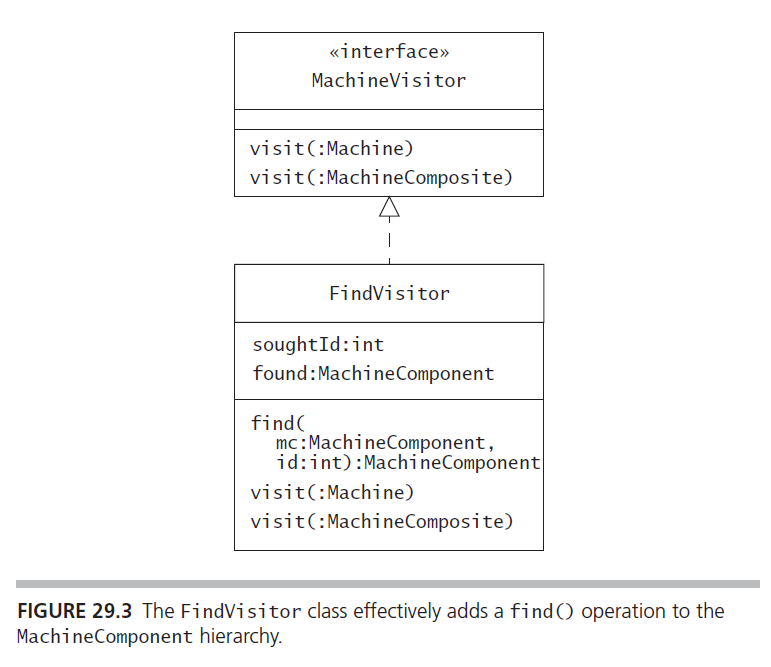 «interface»
MachineVisitor
visit(:Machine)
visit(:MachineComposite)
FindVisitor
soughtId:int
found:MachineComponent
find(
mc:MachineComponent,
id:int):MachineComponent
visit(:Machine)
visit(:MachineComposite)
FIGURE 29.3 The FindVisitor class effectively adds a find() operation to the
MachineComponent hierarchy.